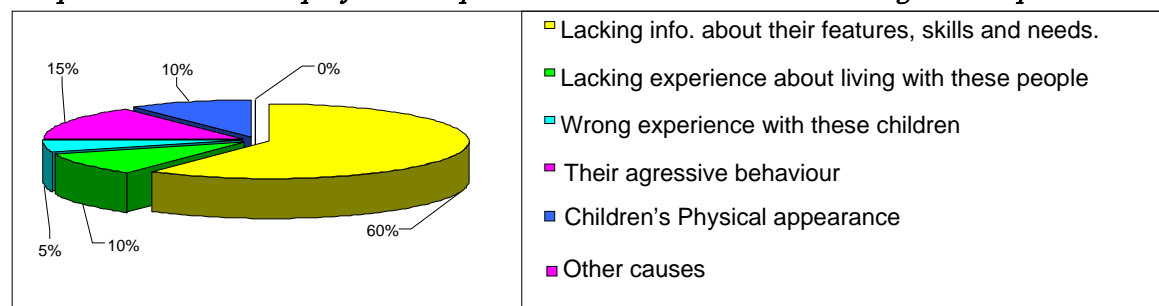 15%
10%
0%
5%
10%
60%
Lacking info. about their features, skills and needs.
Lacking experience about living with these people
Wrong experience with these children
Their agressive behaviour
Children's Physical appearance
Other causes